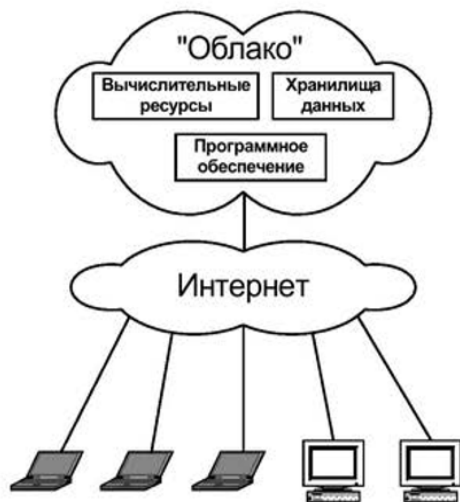 "Облако"
Вычислительные
ресурсы
Хранилища
данных
Программное
обеспечение
Интернет